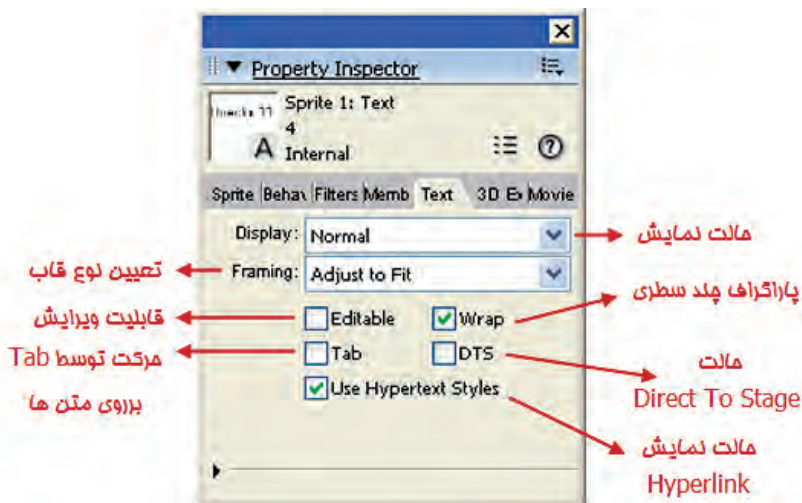 Property Inspector
Sprite 1: Text
4
Internal
A
Sprite Behav Filters Memb Text 3D Ex Movie
Display: Normal
حالت نمایش
Framing: Adjust to Fit
تعیین نوع قاب
Editable
Wrap
قابلیت ویرایش
پاراگراف چند سطری
Tab
DTS
حرکت توسط Tab
برروی متن ها
حالت
Direct To Stage
Use Hypertext Styles
حالت نمایش
Hyperlink